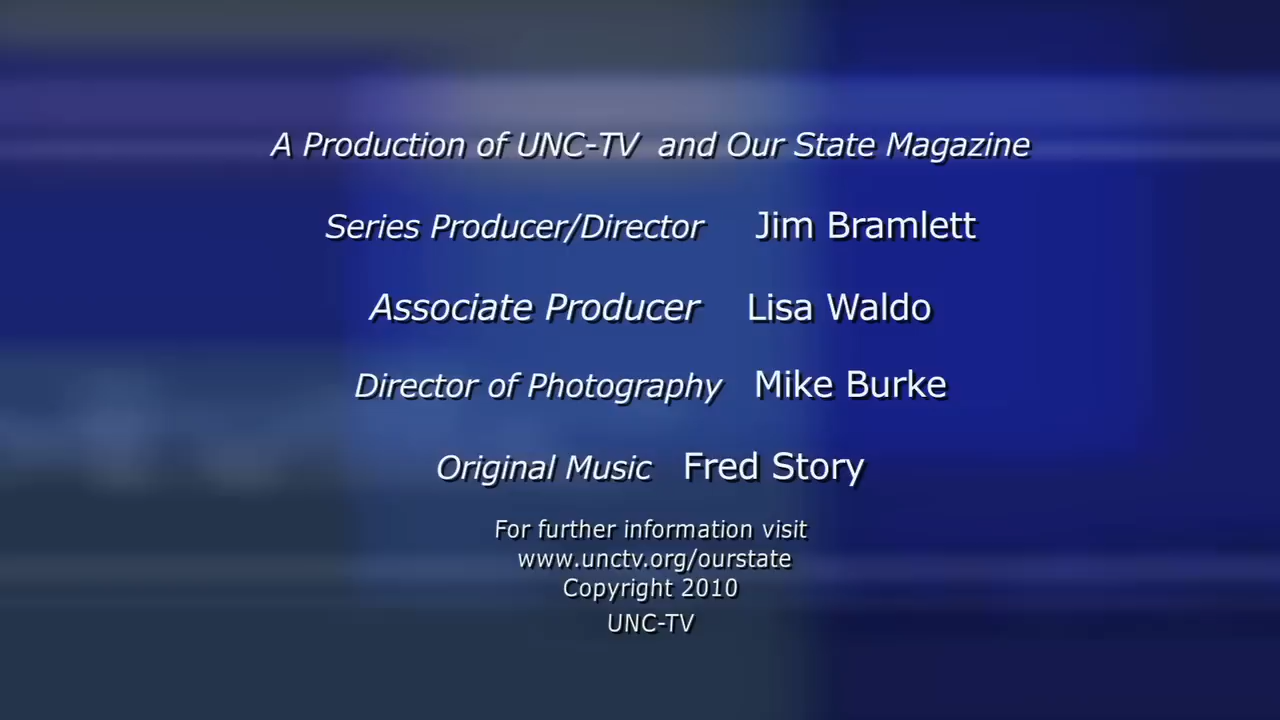 A Production of UNC-TV and Our State Magazine
Series Producer/Director Jim Bramlett
Associate Producer Lisa Waldo
Director of Photography Mike Burke
Original Music Fred Story
For further information visit
www.unctv.org/ourstate
Copyright 2010
UNC-TV